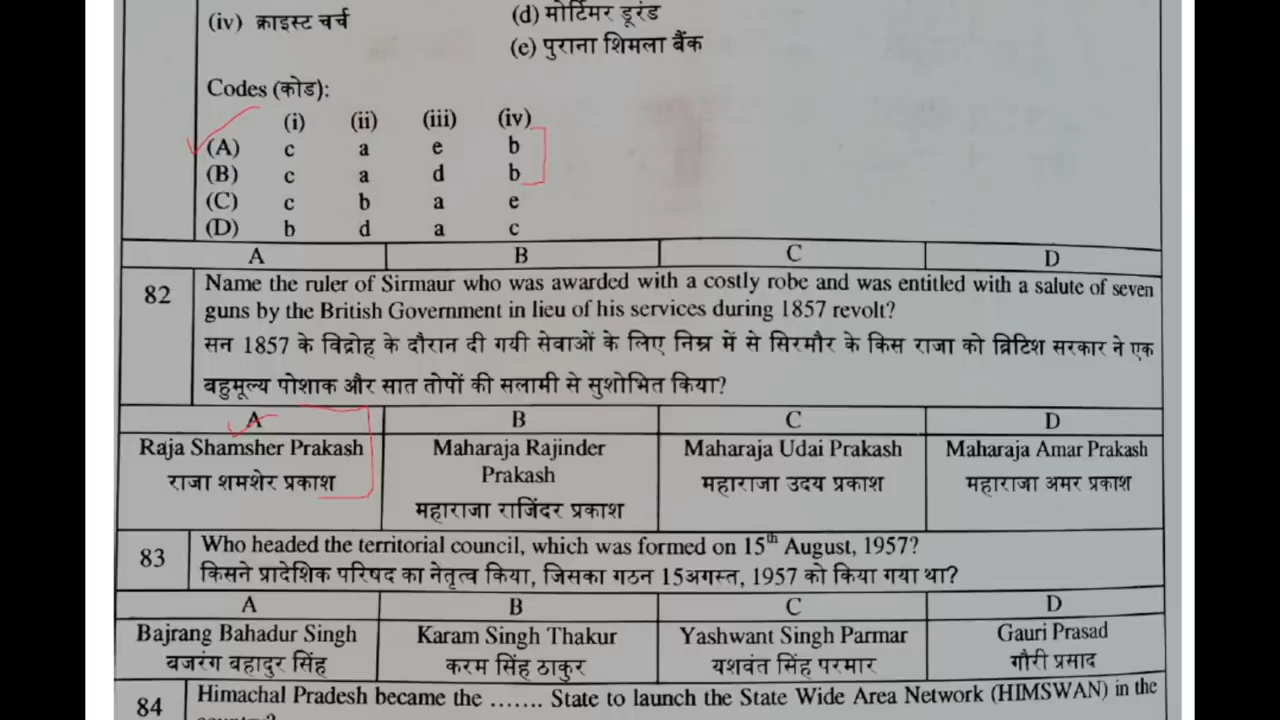 (iv) क्राइस्ट चर्च (d) मोर्टिमर डूरंड
(e) पुराना शिमला बैंक
Codes (कोड):
(i) (ii) (iii) (iv)
(A) c a e b
(B) c a d b
(C) c b a e
(D) b d a c
A B C D
82 Name the ruler of Sirmaur who was awarded with a costly robe and was entitled with a salute of seven
guns by the British Government in lieu of his services during 1857 revolt?
सन 1857 के विद्रोह के दौरान दी गयी सेवाओं के लिए निम्न में से सिरमौर के किस राजा को ब्रिटिश सरकार ने एक
बहुमूल्य पोशाक और सात तोपों की सलामी से सुशोभित किया?
A B C D
Raja Shamsher Prakash Maharaja Rajinder Maharaja Udai Prakash Maharaja Amar Prakash
राजा शमशेर प्रकाश Prakash महाराजा उदय प्रकाश महाराजा अमर प्रकाश
महाराजा राजिंदर प्रकाश
83 Who headed the territorial council, which was formed on 15th August, 1957?
किसने प्रादेशिक परिषद का नेतृत्व किया, जिसका गठन 15अगस्त, 1957 को किया गया था?
A B C D
Bajrang Bahadur Singh Karam Singh Thakur Yashwant Singh Parmar Gauri Prasad
बजरंग बहादुर सिंह करम सिंह ठाकुर यशवंत सिंह परमार गौरी प्रसाद
84 Himachal Pradesh became the ....... State to launch the State Wide Area Network (HIMSWAN) in the